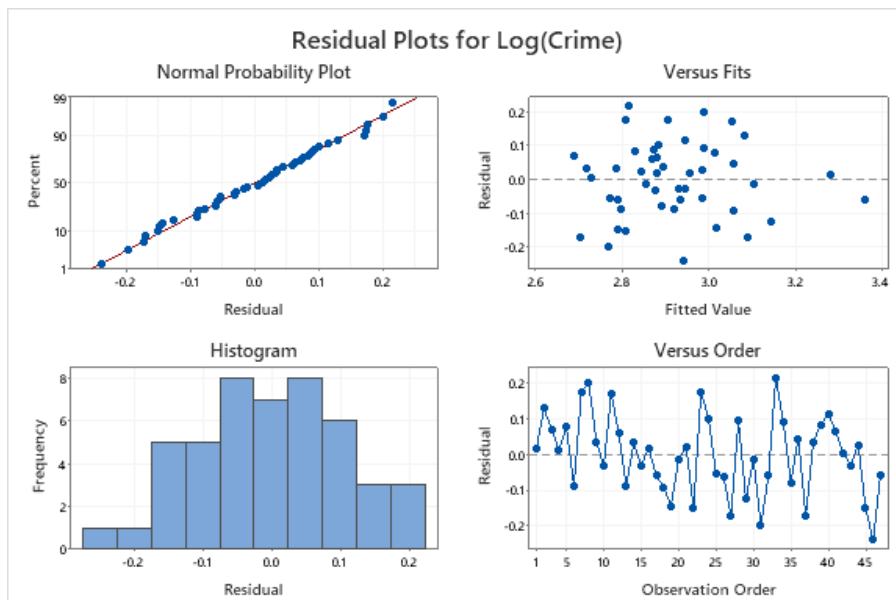 Residual Plots for Log(Crime)
Normal Probability Plot
99
90
50
10
1
Percent
-0.2 -0.1 0.0 0.1 0.2
Residual
Versus Fits
0.2
0.1
0.0
-0.1
-0.2
Residual
2.6 2.8 3.0 3.2 3.4
Fitted Value
Histogram
8
6
4
2
0
Frequency
-0.2 -0.1 0.0 0.1 0.2
Residual
Versus Order
0.2
0.1
0.0
-0.1
-0.2
Residual
1 5 10 15 20 25 30 35 40 45
Observation Order